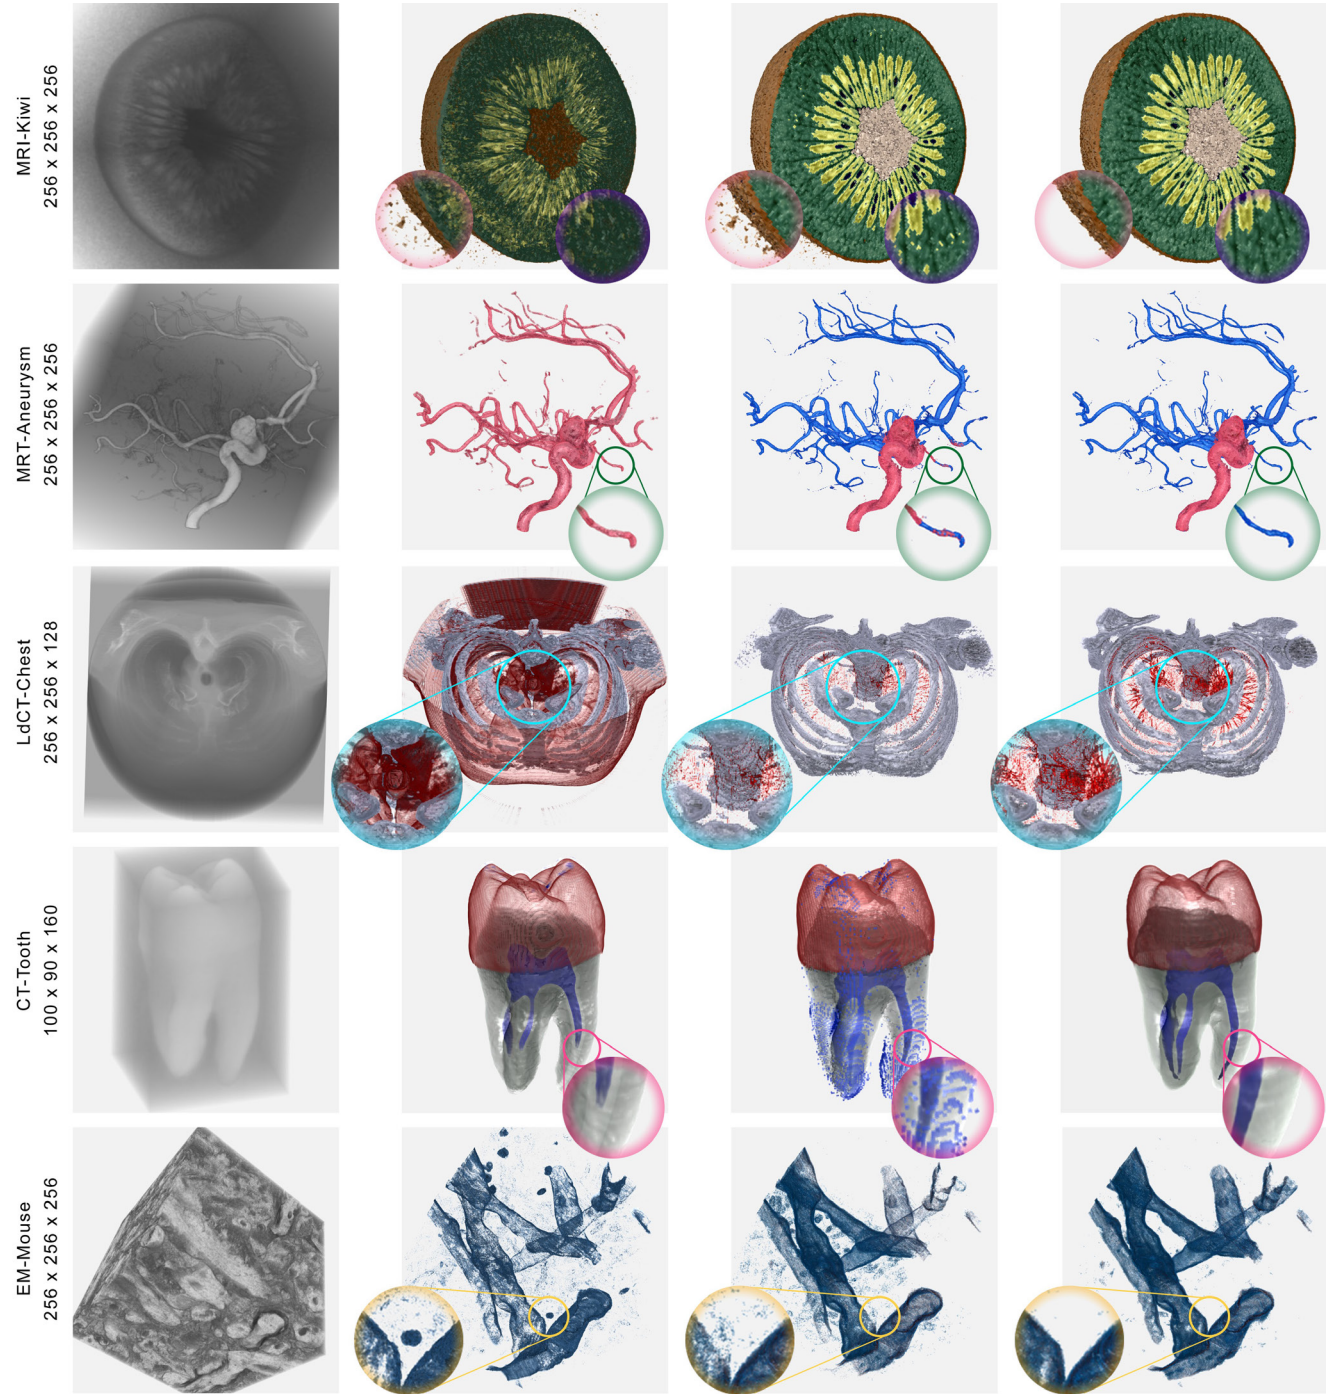 MRI-Kiwi
256 x 256 x 256
MRT-Aneurysm
256 x 256 x 256
LdCT-Chest
256 x 256 x 128
CT-Tooth
100 x 90 x 160
EM-Mouse
256 x 256 x 256